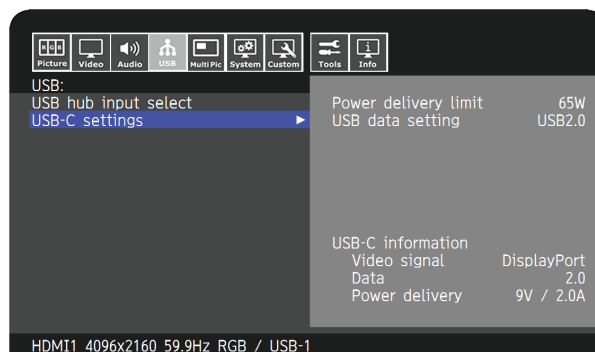 RGB
Picture Video Audio USB Multi Pic System Custom Tools Info
USB:
USB hub input select
USB-C settings
Power delivery limit 65W
USB data setting USB2.0
USB-C information
Video signal DisplayPort
Data 2.0
Power delivery 9V / 2.0A
HDMI1 4096x2160 59.9Hz RGB / USB-1